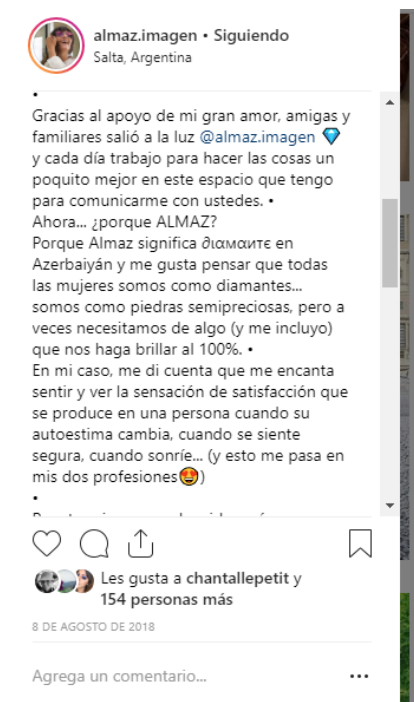 almaz.imagen • Siguiendo
Salta, Argentina
•
Gracias al apoyo de mi gran amor, amigas y
familiares salió a la luz @almaz.imagen 💎
y cada día trabajo para hacer las cosas un
poquito mejor en este espacio que tengo
para comunicarme con ustedes. •
Ahora... ¿porque ALMAZ?
Porque Almaz significa ∂ιαмαитє en
Azerbaiyán y me gusta pensar que todas
las mujeres somos como diamantes...
somos como piedras semipreciosas, pero a
veces necesitamos de algo (y me incluyo)
que nos haga brillar al 100%. •
En mi caso, me di cuenta que me encanta
sentir y ver la sensación de satisfacción que
se produce en una persona cuando su
autoestima cambia, cuando se siente
segura, cuando sonríe... (y esto me pasa en
mis dos profesiones😍)
•
Les gusta a chantallepetit y
154 personas más
8 DE AGOSTO DE 2018
Agrega un comentario...